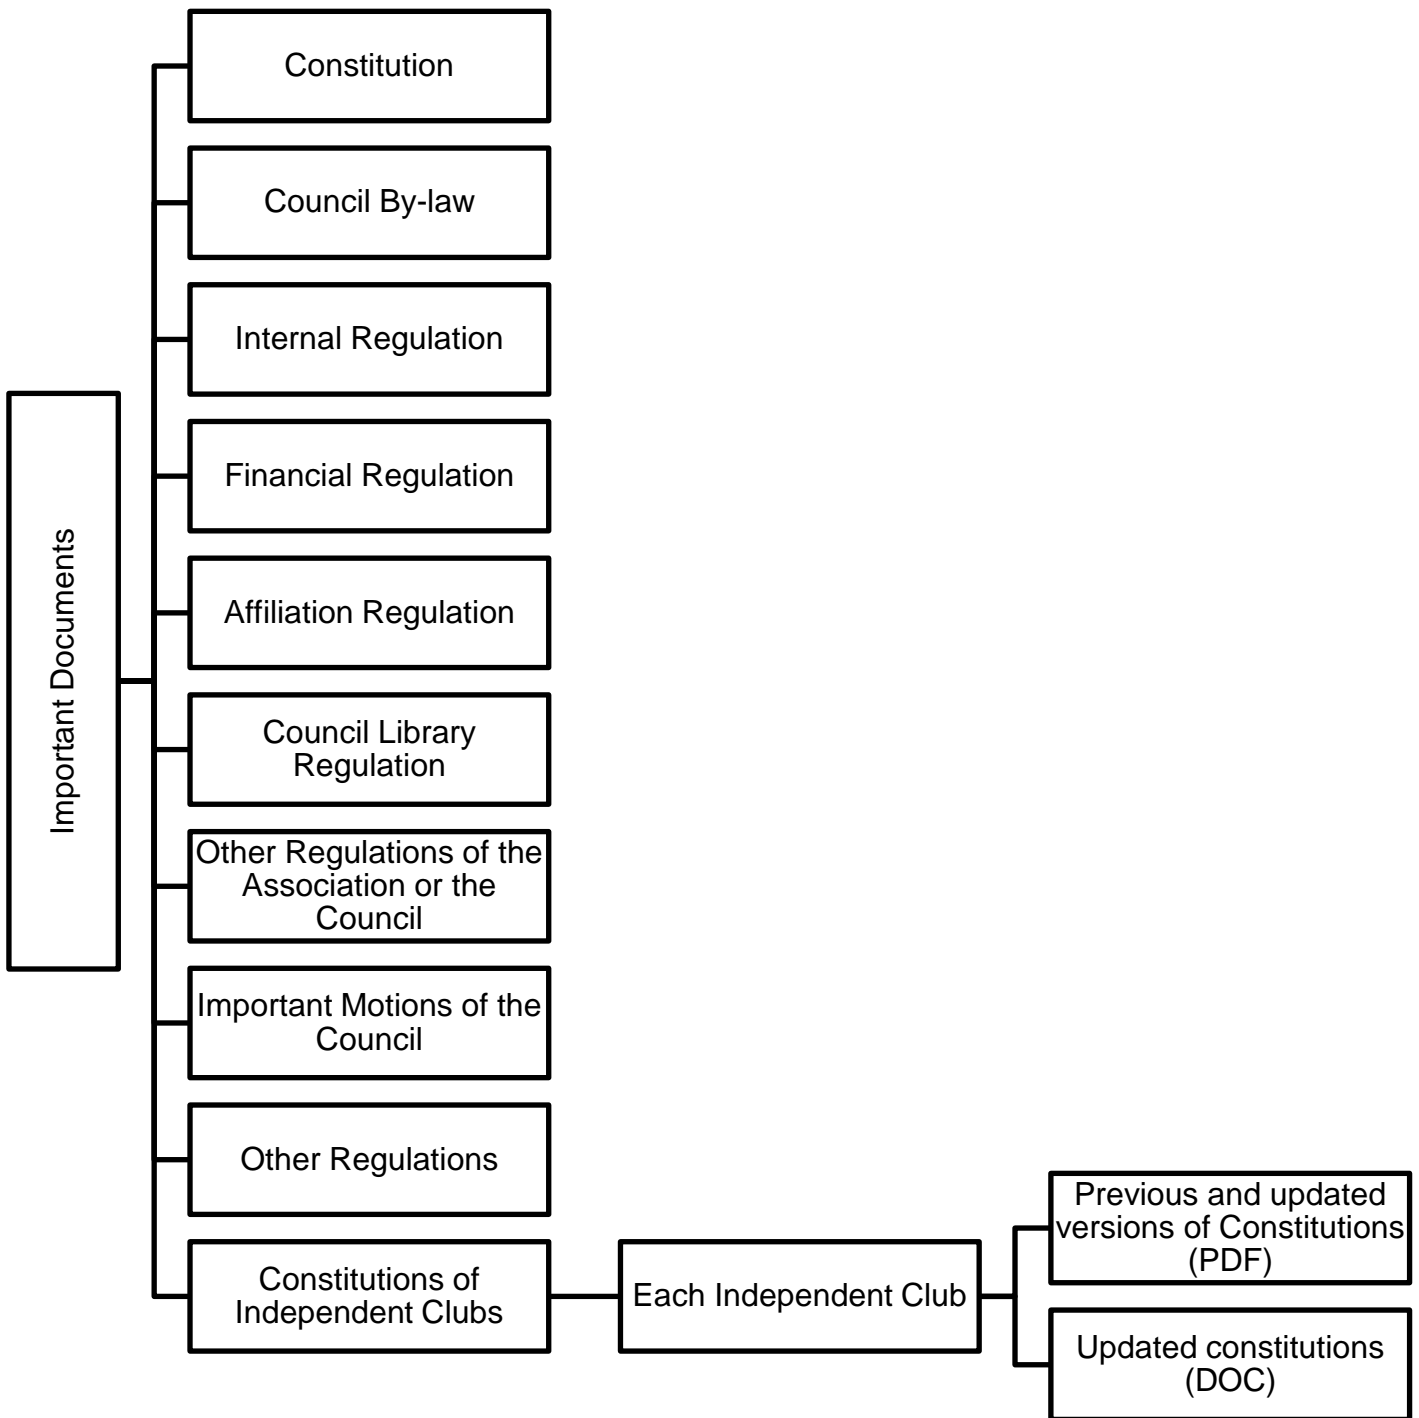 Important Documents
Constitution
Council By-law
Internal Regulation
Financial Regulation
Affiliation Regulation
Council Library
Regulation
Other Regulations of the
Association or the
Council
Important Motions of the
Council
Other Regulations
Constitutions of
Independent Clubs
Each Independent Club
Previous and updated
versions of Constitutions
(PDF)
Updated constitutions
(DOC)